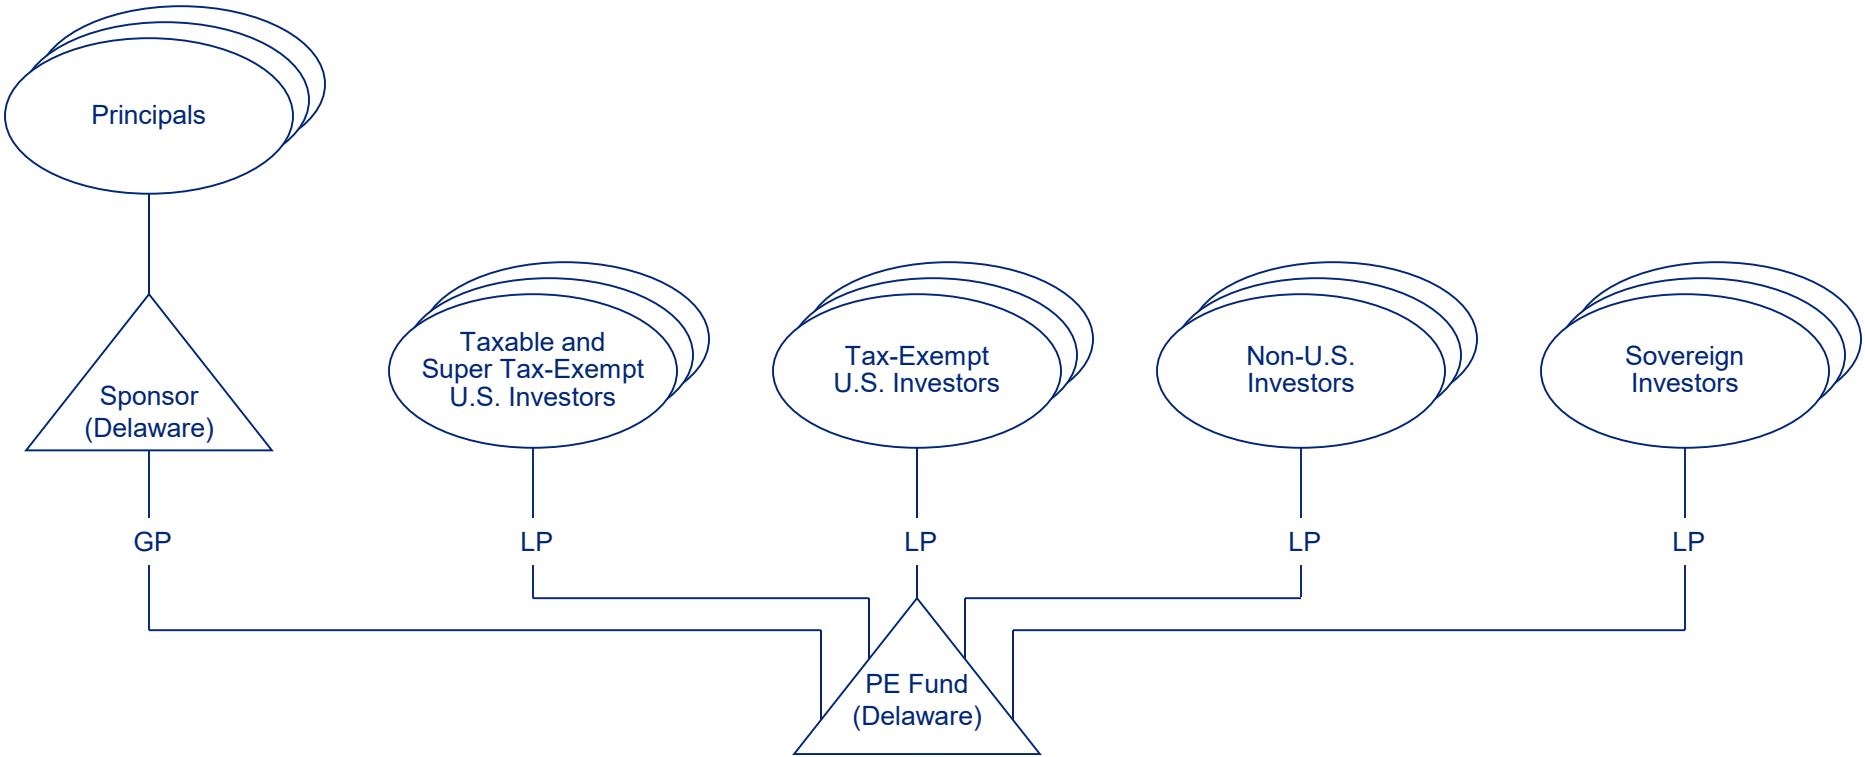 Principals
Sponsor
(Delaware)
Taxable and
Super Tax-Exempt
U.S. Investors
Tax-Exempt
U.S. Investors
Non-U.S.
Investors
Sovereign
Investors
GP
LP
LP
LP
LP
PE Fund
(Delaware)